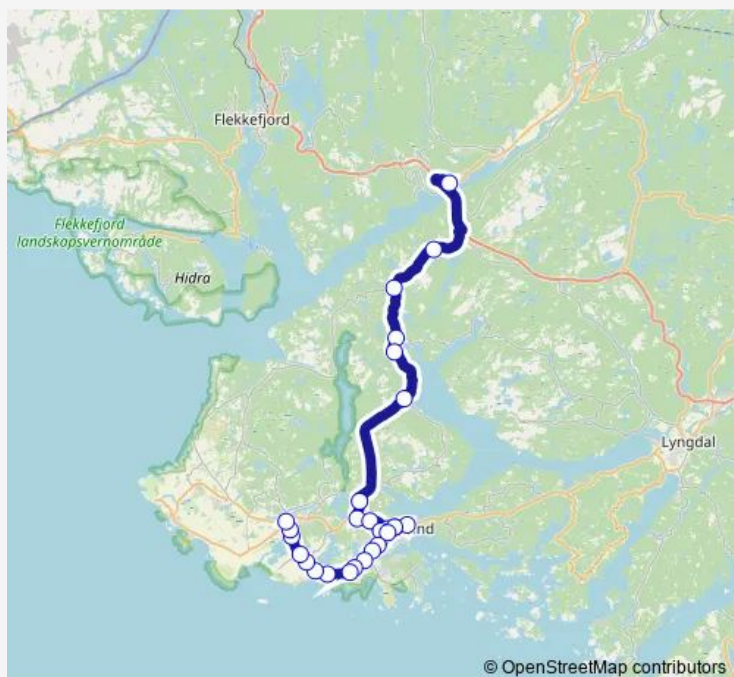 Flekkefjord
Flekkefjord
landskapsvernområde
Hidra
Lyngdal
nd
© OpenStreetMap contributors